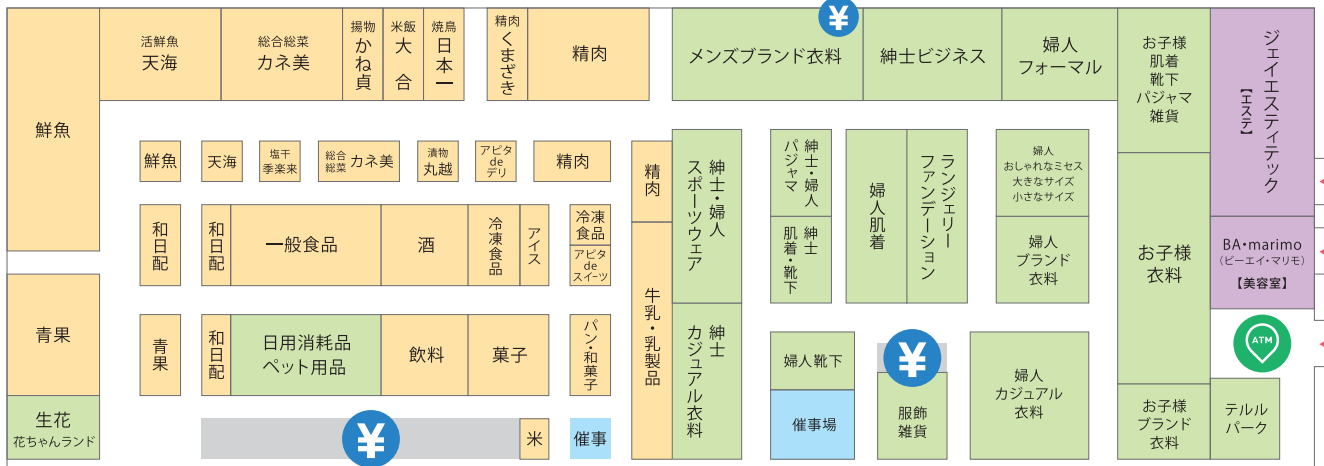 活鮮魚
天海
総合総菜
カネ美
揚物
かね貞
米飯
大合
焼鳥
日本一
精肉
くまざき
精肉
¥
メンズブランド衣料
紳士ビジネス
婦人
フォーマル
お子様
肌着
靴下
パジャマ
雑貨
ジェイエスティテック
【エステ】
鮮魚
鮮魚
天海
塩干
季楽来
総合
総菜
カネ美
漬物
丸越
アピタ
de
デリ
精肉
精肉
紳士・婦人
スポーツウェア
紳士・婦人
パジャマ
婦人肌着
ランジェリー
ファンデーション
婦人
おしゃれなミセス
大きなサイズ
小さなサイズ
和日配
和日配
一般食品
酒
冷凍食品
アイス
冷凍
食品
アピタ
de
スイーツ
牛乳・乳製品
紳士
肌着・靴下
婦人
ブランド
衣料
お子様
衣料
BA・marimo
（ビーエイ・マリモ）
【美容室】
青果
青果
和日配
日用消耗品
ペット用品
飲料
菓子
パン・和菓子
紳士
カジュアル衣料
婦人靴下
¥
婦人
カジュアル
衣料
ATM
生花
花ちゃんランド
¥
米
催事
催事場
服飾
雑貨
お子様
ブランド
衣料
テルル
パーク